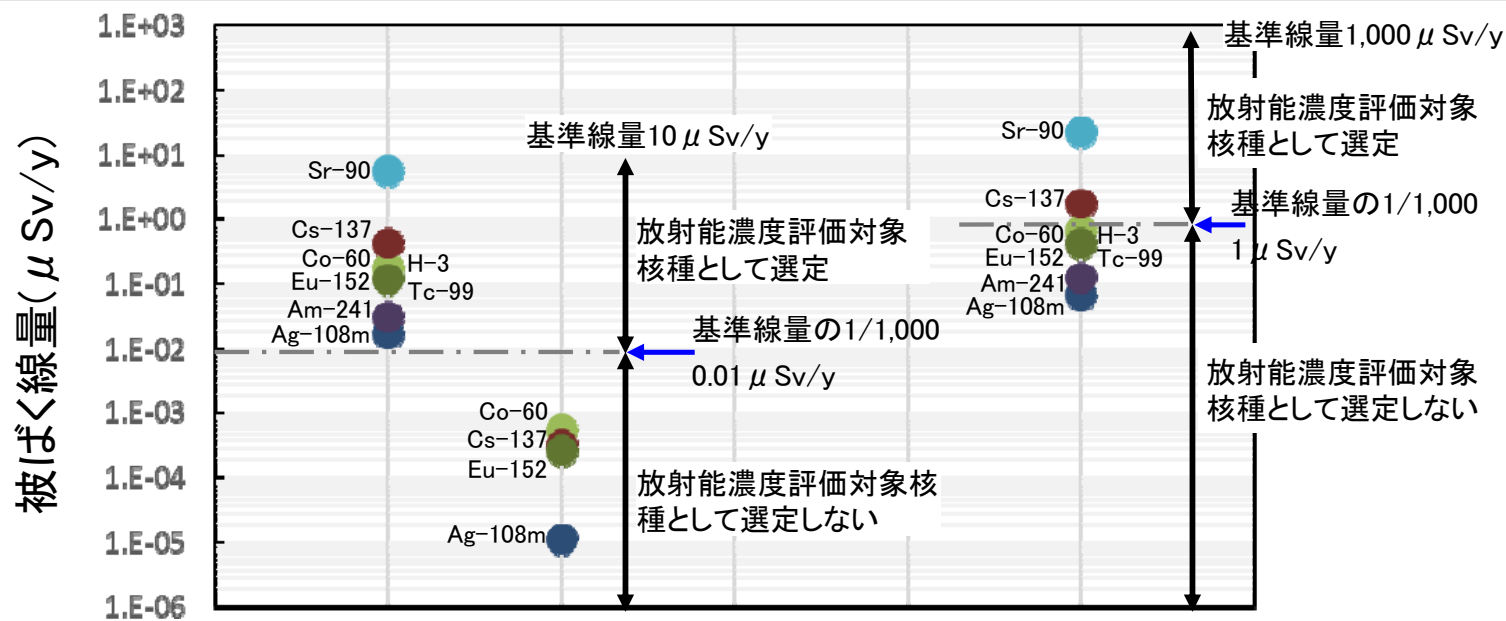 被ばく線量(μSv/y)
1.E+03
1.E+02
1.E+01
1.E+00
1.E-01
1.E-02
1.E-03
1.E-04
1.E-05
1.E-06
Sr-90
Cs-137
Co-60
H-3
Eu-152
Tc-99
Am-241
Ag-108m
Co-60
Cs-137
Eu-152
Ag-108m
基準線量10μSv/y
放射能濃度評価対象
核種として選定
基準線量の1/1,000
0.01μSv/y
放射能濃度評価対象核
種として選定しない
Sr-90
Cs-137
Co-60
H-3
Eu-152
Tc-99
Am-241
Ag-108m
基準線量1,000μSv/y
放射能濃度評価対象
核種として選定
基準線量の1/1,000
1μSv/y
放射能濃度評価対象
核種として選定しない